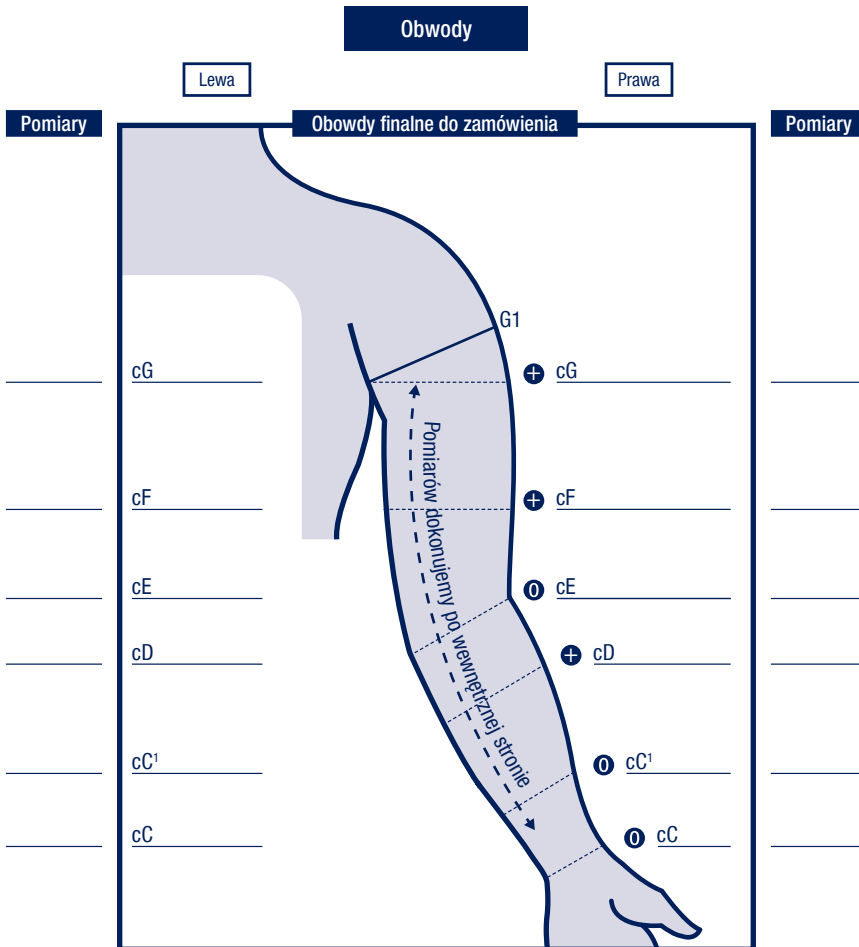 Obwody
Lewa
Prawa
Pomiary
Obowdy finalne do zamówienia
Pomiary
G1
cG
+ cG
cF
+ cF
cE
0 cE
cD
+ cD
cC¹
0 cC¹
cC
0 cC
Pomiarów dokonujemy po wewnętrznej stronie